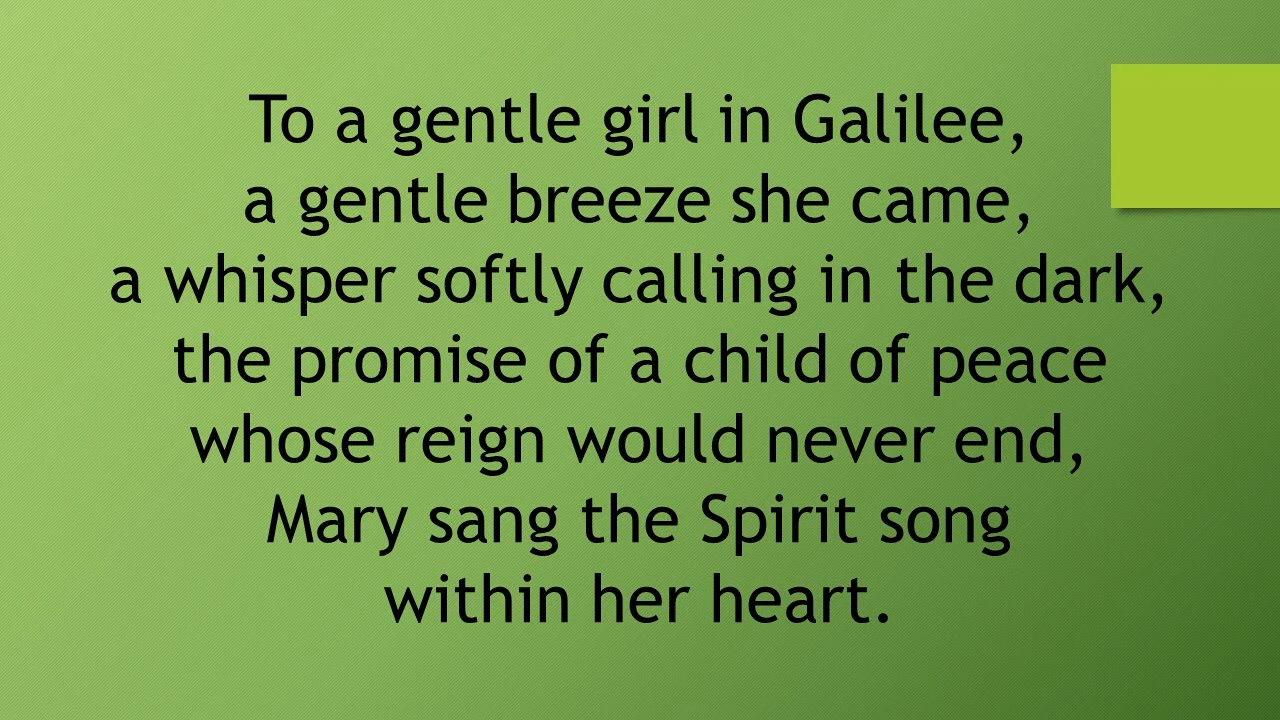 To a gentle girl in Galilee,
a gentle breeze she came,
a whisper softly calling in the dark,
the promise of a child of peace
whose reign would never end,
Mary sang the Spirit song
within her heart.